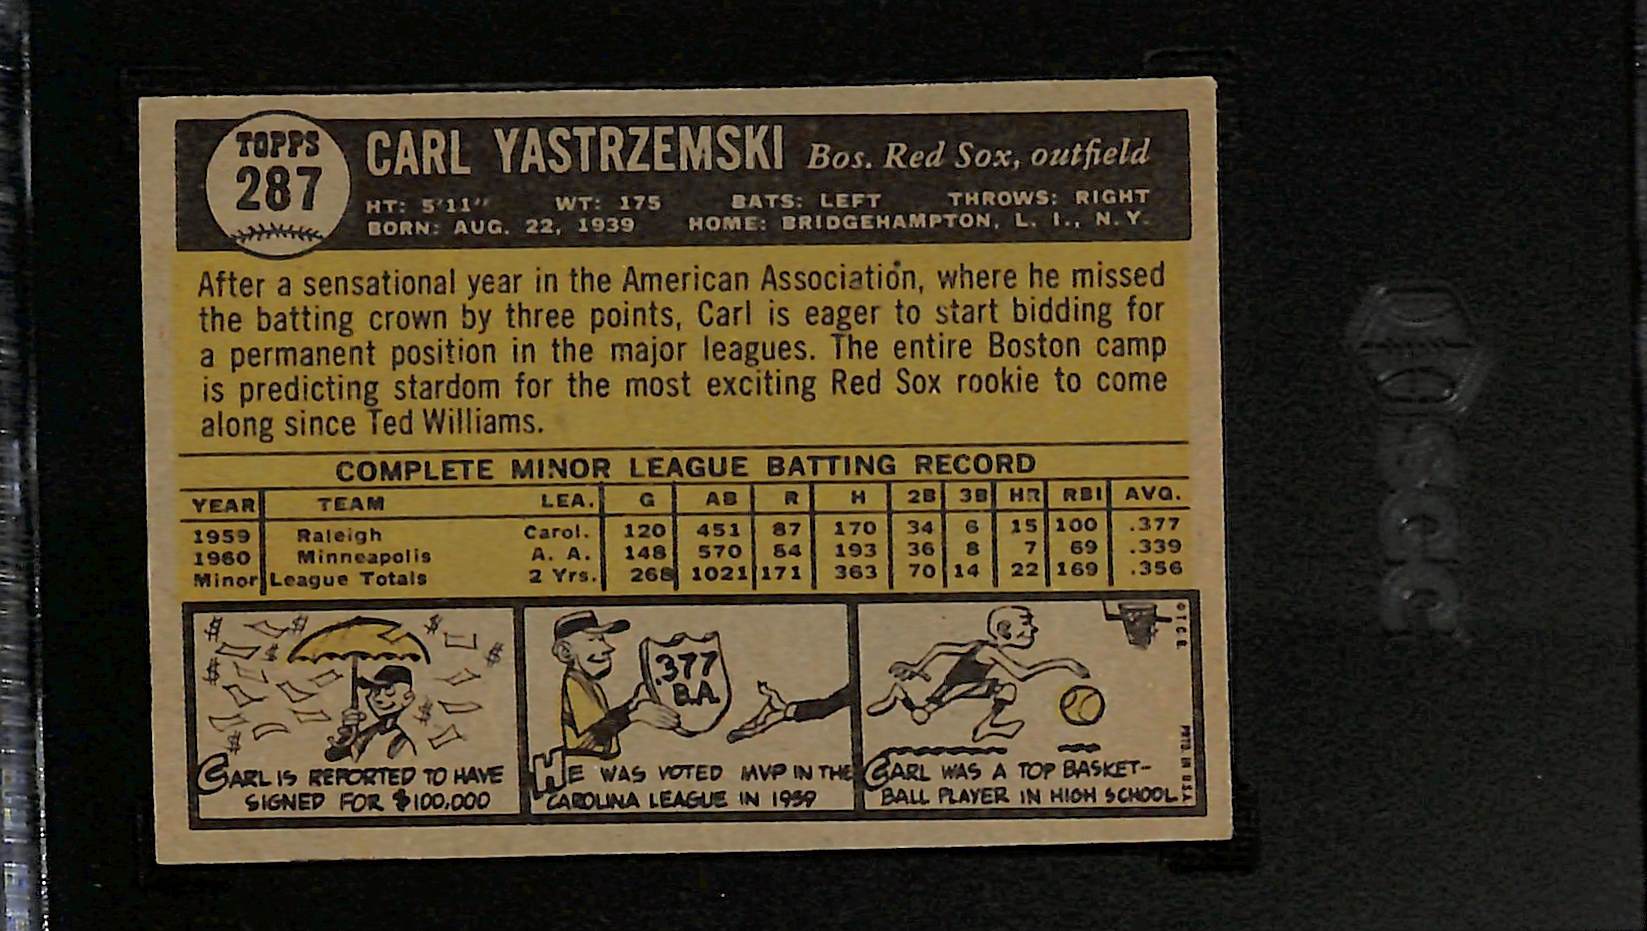 TOPPS
287
CARL YASTRZEMSKI Bos. Red Sox, outfield
HT: 5'11" WT: 175 BATS: LEFT THROWS: RIGHT
BORN: AUG. 22, 1939 HOME: BRIDGEHAMPTON, L. I., N. Y.
After a sensational year in the American Association, where he missed
the batting crown by three points, Carl is eager to start bidding for
a permanent position in the major leagues. The entire Boston camp
is predicting stardom for the most exciting Red Sox rookie to come
along since Ted Williams.
COMPLETE MINOR LEAGUE BATTING RECORD
YEAR TEAM LEA. G AB R H 2B 3B HR RBI AVG.
1959 Raleigh Carol. 120 451 87 170 34 6 15 100 .377
1960 Minneapolis A. A. 148 570 84 193 36 8 7 69 .339
Minor League Totals 2 Yrs. 268 1021 171 363 70 14 22 169 .356
.377
B.A.
CARL IS REPORTED TO HAVE
SIGNED FOR $100,000
HE WAS VOTED MVP IN THE
CAROLINA LEAGUE IN 1959
CARL WAS A TOP BASKET-
BALL PLAYER IN HIGH SCHOOL
© T.C.G.
PRTD. IN U.S.A.
SGC